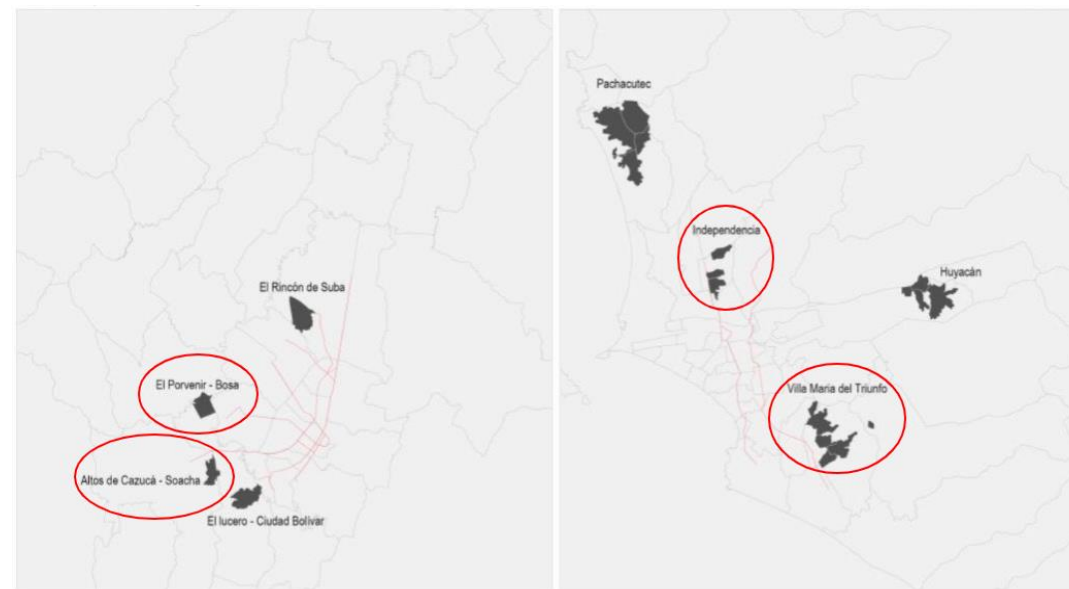 El Rincón de Suba
El Porvenir - Bosa
Altos de Cazucá - Soacha
El lucero - Ciudad Bolívar
Pachacutec
Independencia
Huyacán
Villa Maria del Triunfo